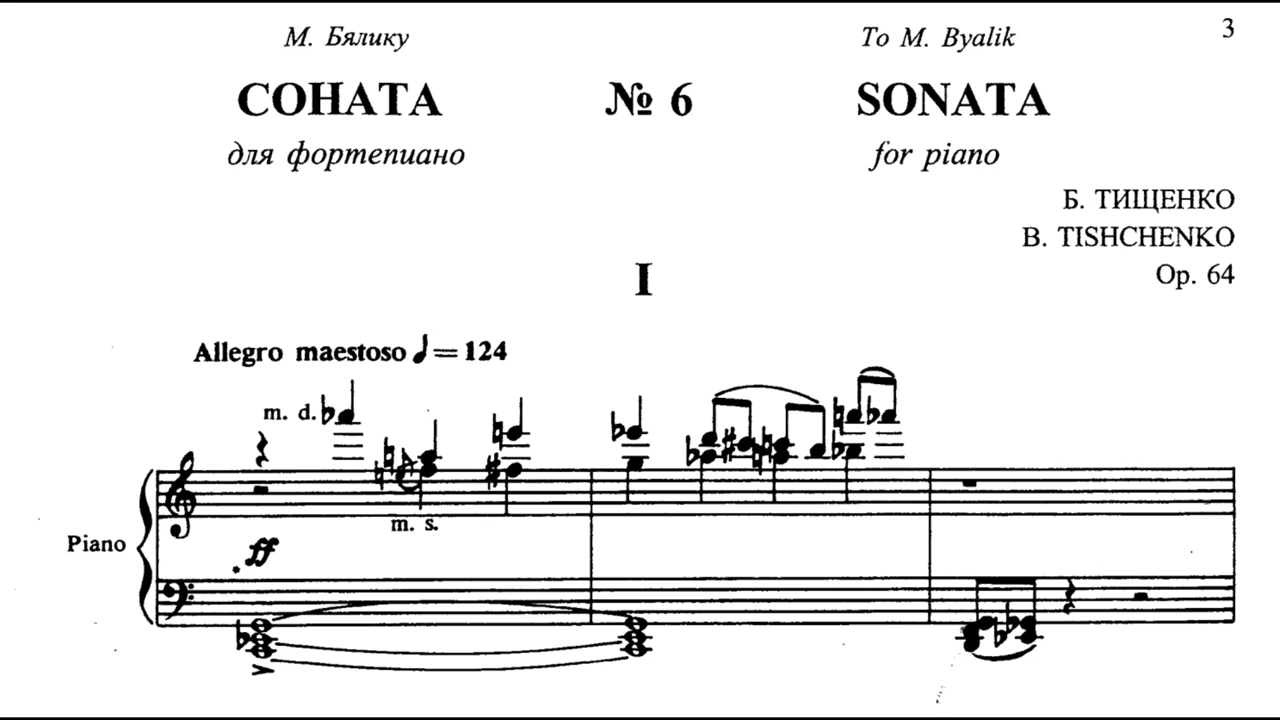 3
М. Бялику To M. Byalik
СОНАТА № 6 SONATA
для фортепиано for piano
Б. ТИЩЕНКО
B. TISHCHENKO
Op. 64
I
Allegro maestoso ♩= 124
m. d.
m. s.
Piano
ff